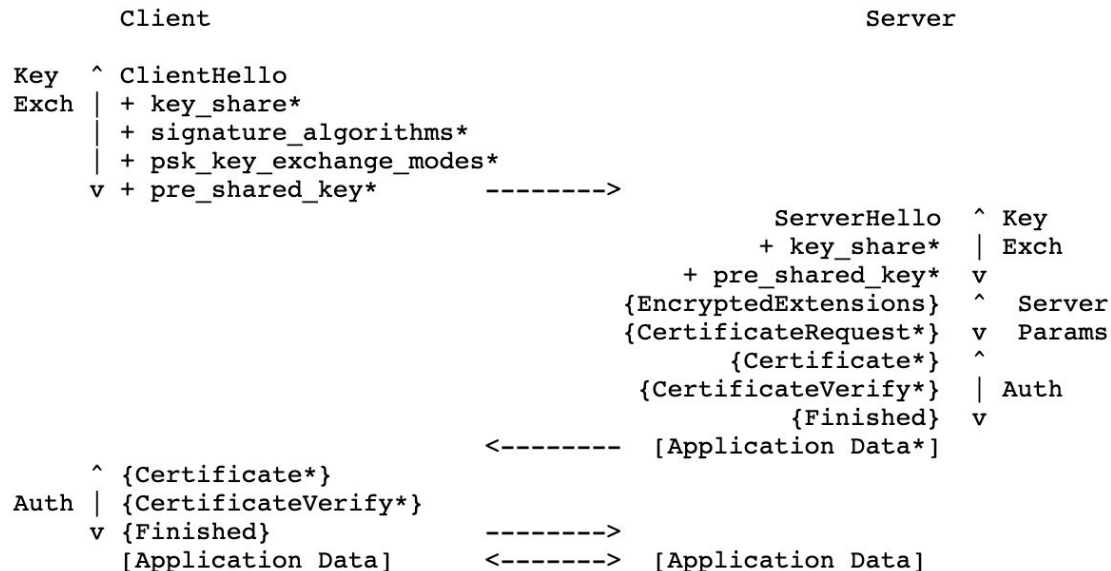 Client                                               Server

Key  ^ ClientHello
Exch | + key_share*
     | + signature_algorithms*
     | + psk_key_exchange_modes*
     v + pre_shared_key*       -------->
                                                  ServerHello  ^ Key
                                                 + key_share*  | Exch
                                            + pre_shared_key*  v
                                        {EncryptedExtensions}  ^  Server
                                        {CertificateRequest*}  v  Params
                                               {Certificate*}  ^
                                         {CertificateVerify*}  | Auth
                                                   {Finished}  v
                               <--------  [Application Data*]
     ^ {Certificate*}
Auth | {CertificateVerify*}
     v {Finished}              -------->
       [Application Data]      <------->  [Application Data]